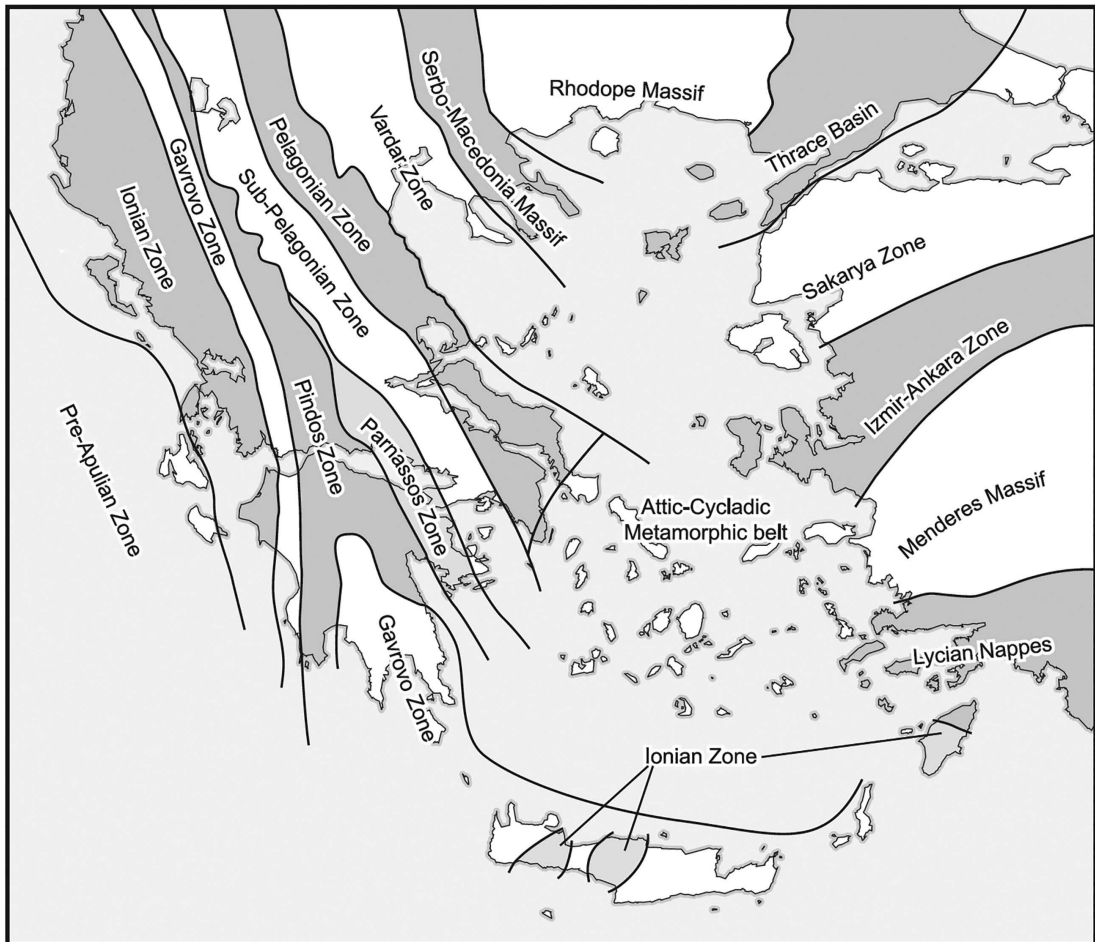 Rhodope Massif
Serbo-Macedonia Massif
Thrace Basin
Vardar Zone
Pelagonian Zone
Gavrovo Zone
Sub-Pelagonian Zone
Ionian Zone
Sakarya Zone
Izmir-Ankara Zone
Pindos Zone
Parnassos Zone
Pre-Apulian Zone
Attic-Cycladic
Metamorphic belt
Menderes Massif
Gavrovo Zone
Lycian Nappes
Ionian Zone